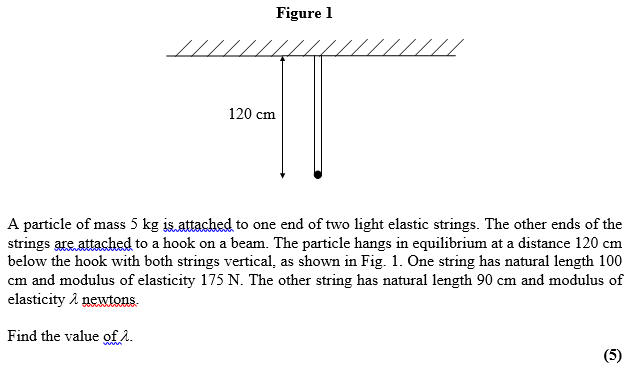 Figure 1
120 cm
A particle of mass 5 kg is attached to one end of two light elastic strings. The other ends of the
strings are attached to a hook on a beam. The particle hangs in equilibrium at a distance 120 cm
below the hook with both strings vertical, as shown in Fig. 1. One string has natural length 100
cm and modulus of elasticity 175 N. The other string has natural length 90 cm and modulus of
elasticity λ newtons.
Find the value of λ.
(5)